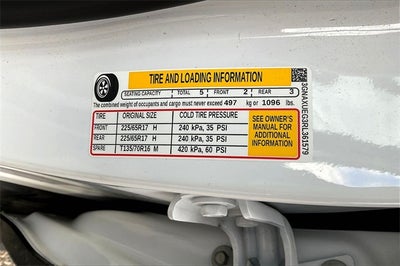 TIRE AND LOADING INFORMATION
SEATING CAPACITY TOTAL 5 FRONT 2 REAR 3
The combined weight of occupants and cargo must never exceed 497 kg or 1096 lbs.
TIRE ORIGINAL SIZE COLD TIRE PRESSURE
FRONT 225/65R17 H 240 kPa, 35 PSI
REAR 225/65R17 H 240 kPa, 35 PSI
SPARE T135/70R16 M 420 kPa, 60 PSI
SEE OWNER'S
MANUAL FOR
ADDITIONAL
INFORMATION
3GNAXUEG3RL361579